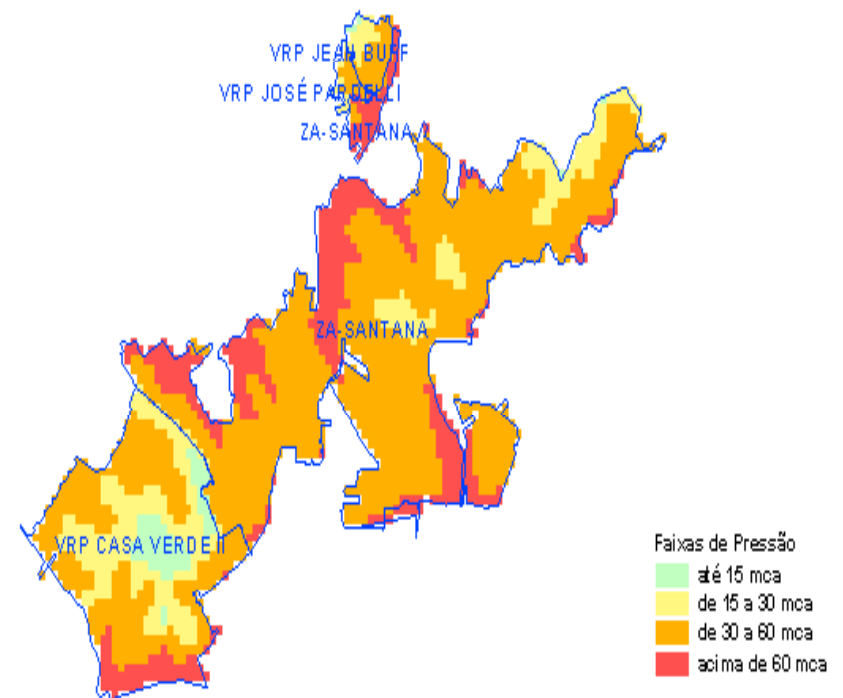 VRP JEAN BUFF
VRP JOSÉ PARDELLI
ZA-SANTANA
ZA-SANTANA
VRP CASA VERDE II
Faixas de Pressão
até 15 mca
de 15 a 30 mca
de 30 a 60 mca
acima de 60 mca